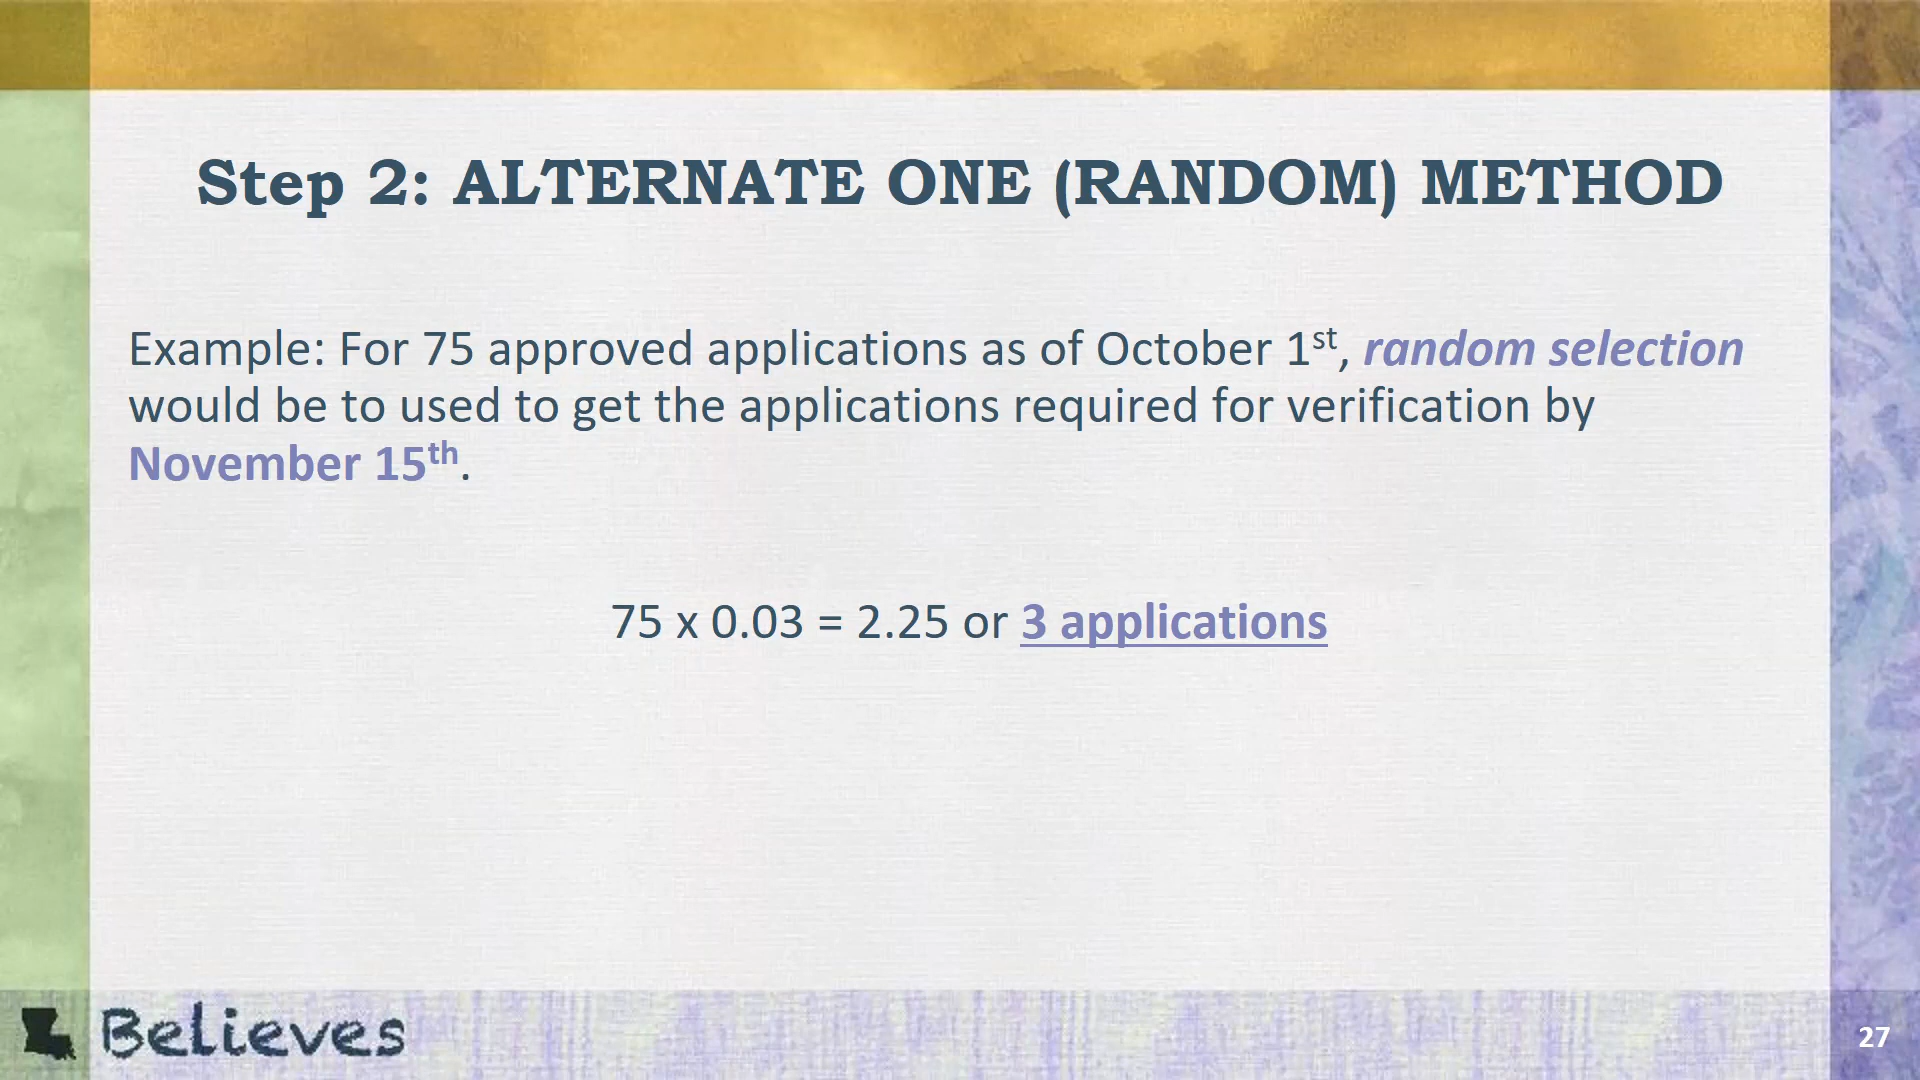 Step 2: ALTERNATE ONE (RANDOM) METHOD
Example: For 75 approved applications as of October 1st, random selection
would be to used to get the applications required for verification by
November 15th.
75 x 0.03 = 2.25 or 3 applications
Believes
27